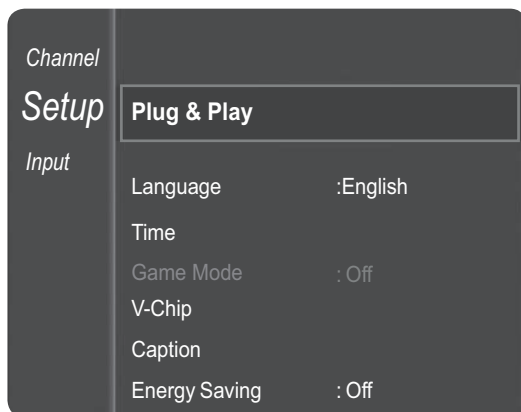 Channel
Setup
Input
Plug & Play
Language :English
Time
Game Mode : Off
V-Chip
Caption
Energy Saving : Off